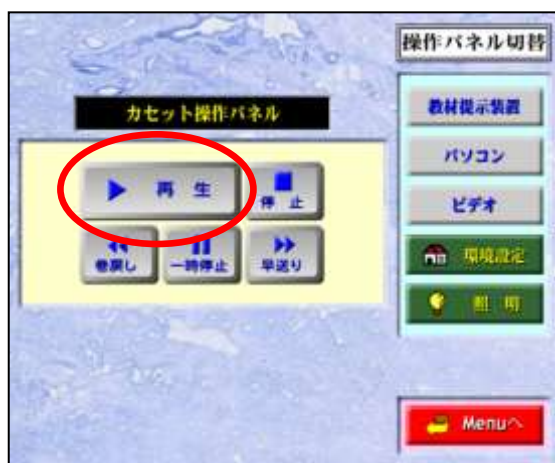 操作パネル切替
カセット操作パネル
教材提示装置
パソコン
ビデオ
環境設定
照 明
再 生
停 止
巻戻し
一時停止
早送り
Menuへ